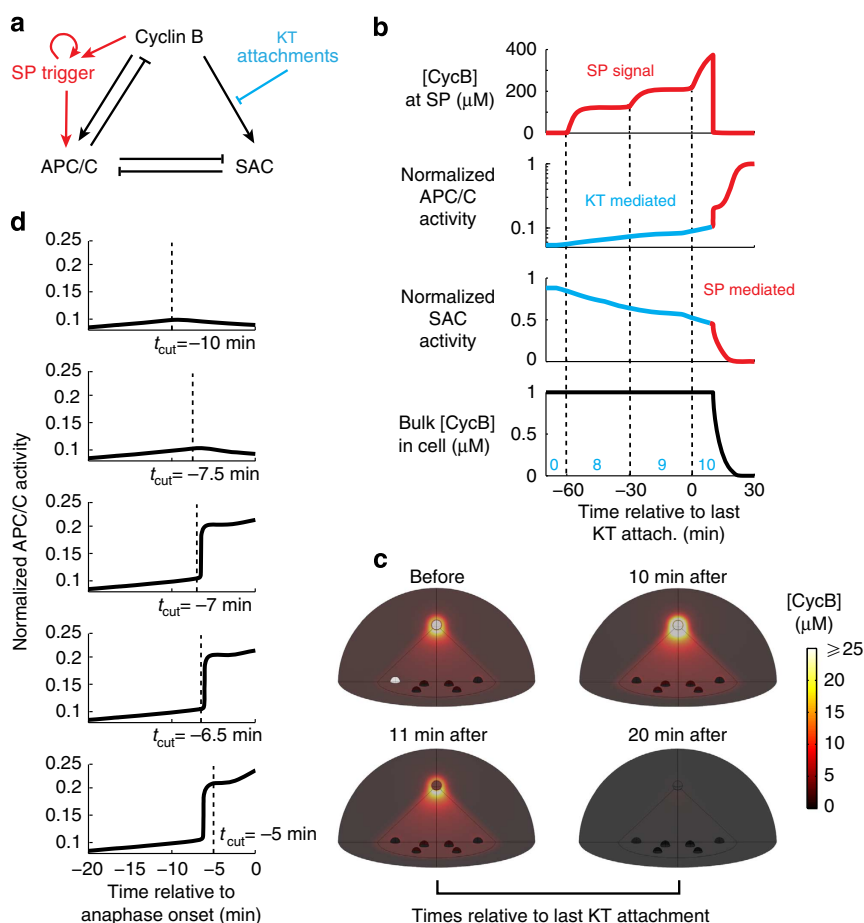 a
Cyclin B
KT
attachments
SP trigger
APC/C
SAC
b
[CycB]
at SP (μM)
400
200
0
SP signal
Normalized
APC/C
activity
1
0.1
KT mediated
Normalized
SAC
activity
1
0.5
0
SP mediated
Bulk [CycB]
in cell (μM)
1
0.5
0
0
8
9
10
−60
−30
0
30
Time relative to last
KT attach. (min)
c
Before
10 min after
11 min after
20 min after
[CycB]
(μM)
⩾25
20
15
10
5
0
Times relative to last KT attachment
d
Normalized APC/C activity
0.25
0.2
0.15
0.1
tcut=−10 min
0.25
0.2
0.15
0.1
tcut=−7.5 min
0.25
0.2
0.15
0.1
tcut= −7 min
0.25
0.2
0.15
0.1
tcut= −6.5 min
0.25
0.2
0.15
0.1
tcut= −5 min
−20
−15
−10
−5
0
Time relative to
anaphase onset (min)